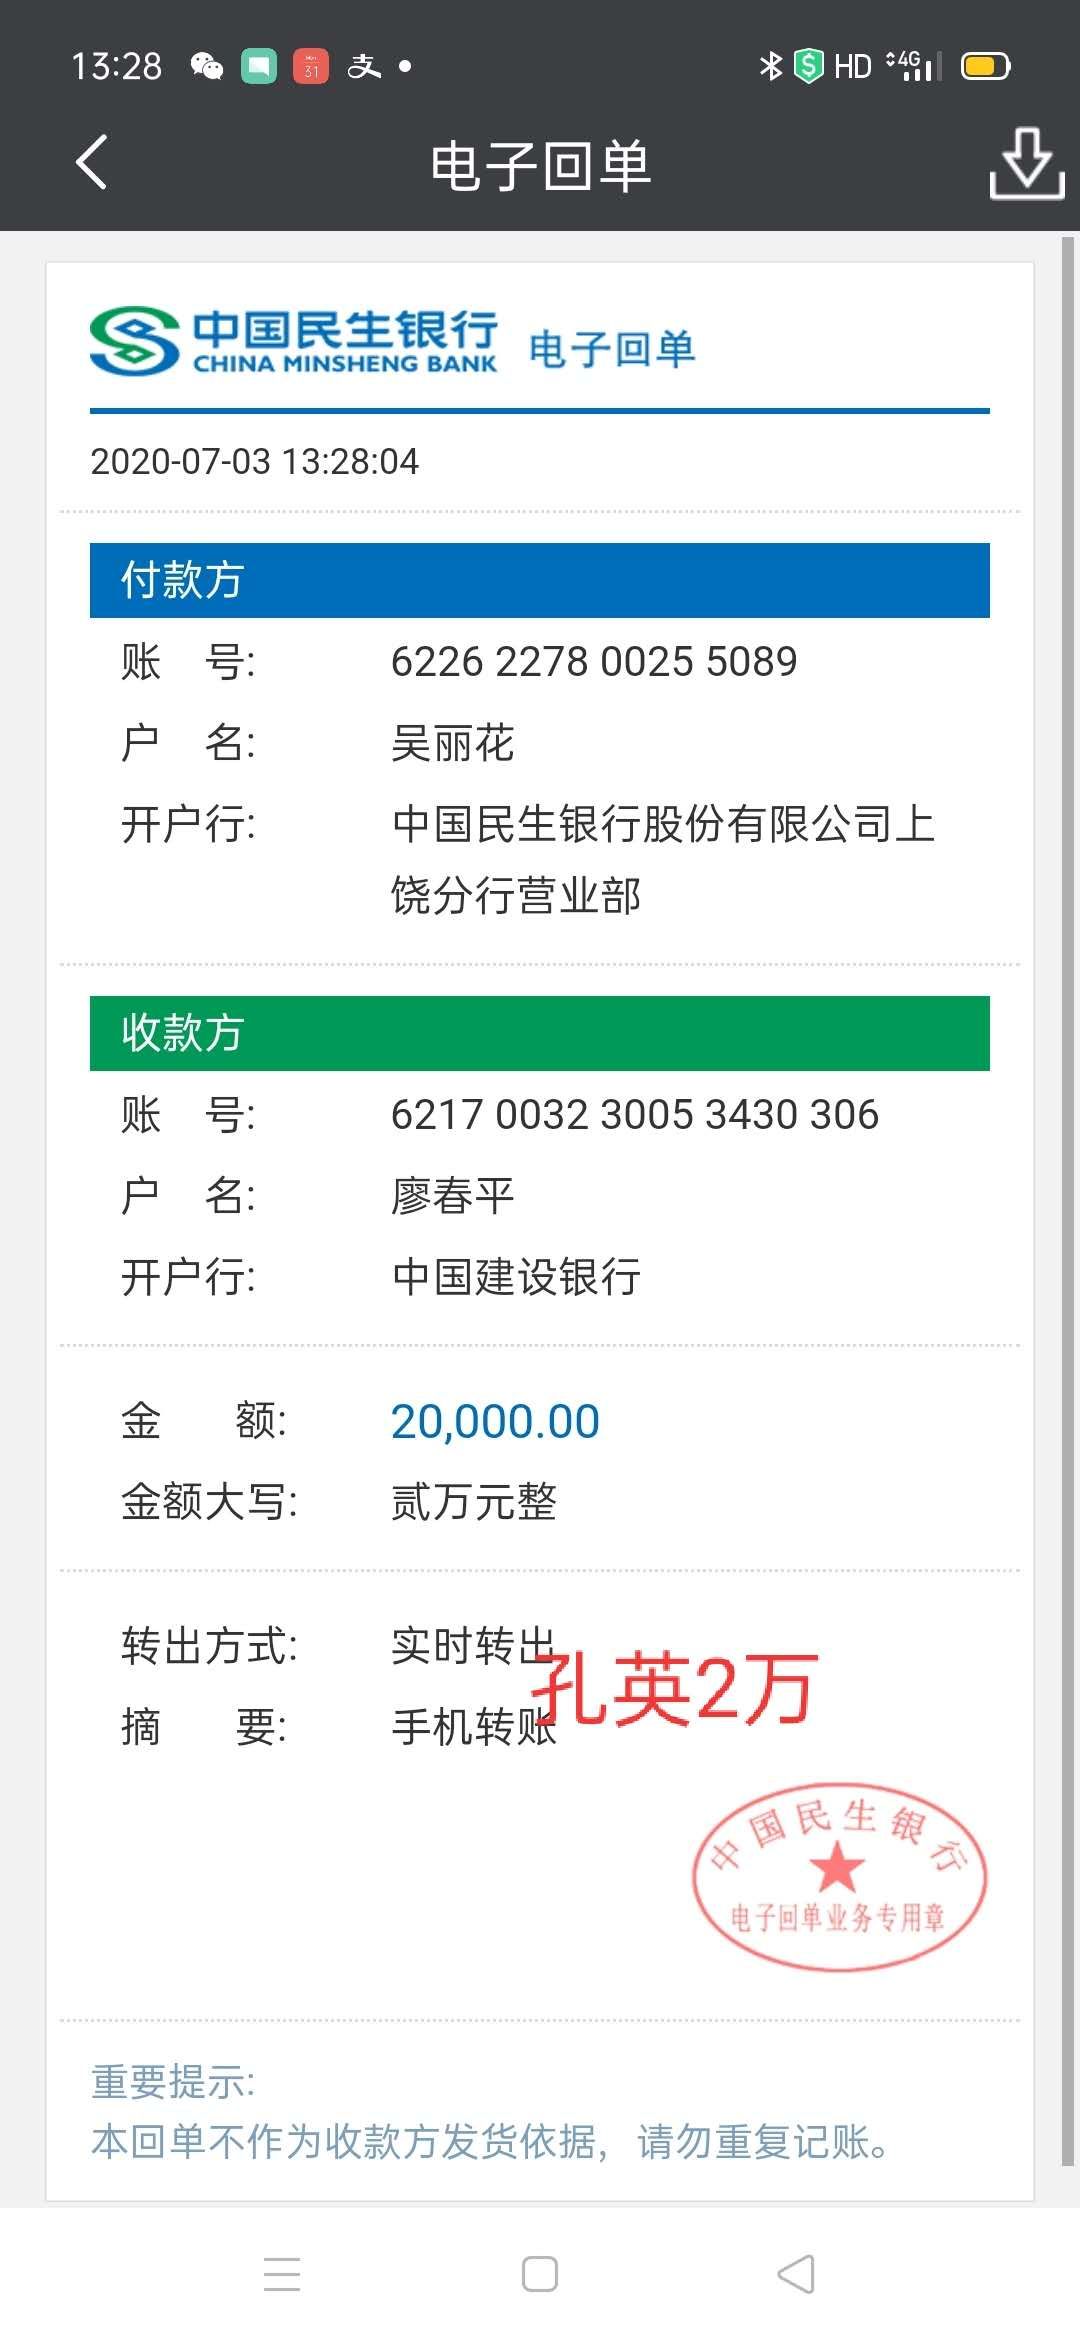 13:28 31 支 HD 4G
电子回单
中国民生银行 电子回单
CHINA MINSHENG BANK
2020-07-03 13:28:04
付款方
账 号: 6226 2278 0025 5089
户 名: 吴丽花
开户行: 中国民生银行股份有限公司上
饶分行营业部
收款方
账 号: 6217 0032 3005 3430 306
户 名: 廖春平
开户行: 中国建设银行
金 额: 20,000.00
金额大写: 贰万元整
转出方式: 实时转出
孔英2万
摘 要: 手机转账
中国民生银行
电子回单业务专用章
重要提示:
本回单不作为收款方发货依据，请勿重复记账。